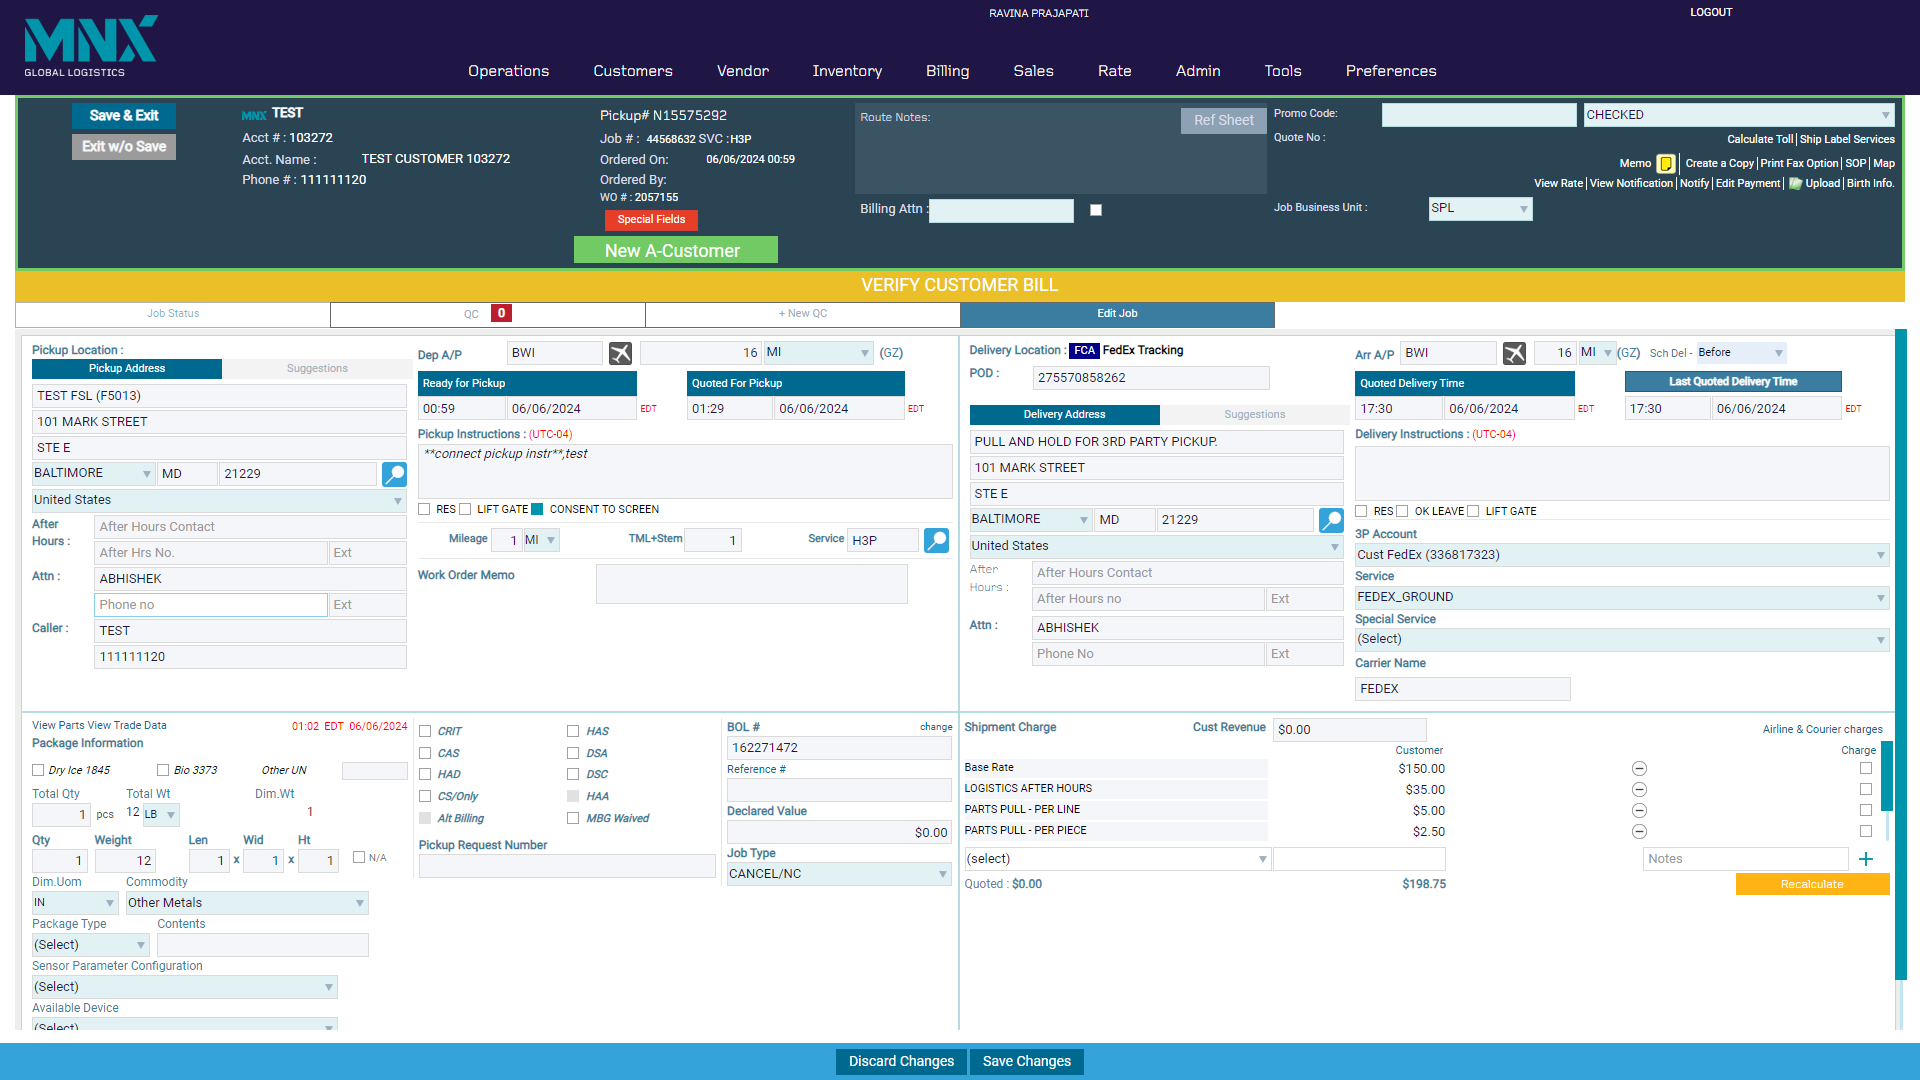 RAVINA PRAJAPATI
LOGOUT
MNX
GLOBAL LOGISTICS
Operations
Customers
Vendor
Inventory
Billing
Sales
Rate
Admin
Tools
Preferences
Save & Exit
Exit w/o Save
MNX TEST
Acct # : 103272
Acct. Name : TEST CUSTOMER 103272
Phone # : 111111120
Pickup# N15575292
Job # : 44568632 SVC : H3P
Ordered On: 06/06/2024 00:59
Ordered By:
WO # : 2057155
Special Fields
New A-Customer
Route Notes:
Ref Sheet
Billing Attn :
Promo Code:
CHECKED
Quote No :
Calculate Toll | Ship Label Services
Memo | Create a Copy | Print Fax Option | SOP | Map
View Rate | View Notification | Notify | Edit Payment | Upload | Birth Info.
Job Business Unit : SPL
VERIFY CUSTOMER BILL
Job Status
QC 0
+ New QC
Edit Job
Pickup Location :
Pickup Address
Suggestions
TEST FSL (F5013)
101 MARK STREET
STE E
BALTIMORE MD 21229
United States
After Hours :
After Hours Contact
After Hrs No. Ext
Attn : ABHISHEK
Phone no Ext
Caller : TEST
111111120
Dep A/P BWI 16 MI (GZ)
Ready for Pickup
00:59 06/06/2024 EDT
Quoted For Pickup
01:29 06/06/2024 EDT
Pickup Instructions : (UTC-04)
**connect pickup instr**,test
RES LIFT GATE CONSENT TO SCREEN
Mileage 1 MI TML+Stem 1 Service H3P
Work Order Memo
Delivery Location : FCA FedEx Tracking
POD : 275570858262
Delivery Address
Suggestions
PULL AND HOLD FOR 3RD PARTY PICKUP.
101 MARK STREET
STE E
BALTIMORE MD 21229
United States
After Hours :
After Hours Contact
After Hours no Ext
Attn : ABHISHEK
Phone No Ext
Arr A/P BWI 16 MI (GZ) Sch Del - Before
Quoted Delivery Time
17:30 06/06/2024 EDT
Last Quoted Delivery Time
17:30 06/06/2024 EDT
Delivery Instructions : (UTC-04)
RES OK LEAVE LIFT GATE
3P Account
Cust FedEx (336817323)
Service
FEDEX_GROUND
Special Service
(Select)
Carrier Name
FEDEX
View Parts View Trade Data 01:02 EDT 06/06/2024
Package Information
Dry Ice 1845 Bio 3373 Other UN
Total Qty Total Wt Dim.Wt
1 pcs 12 LB 1
Qty Weight Len Wid Ht
1 12 1 x 1 x 1 N/A
Dim.Uom Commodity
IN Other Metals
Package Type Contents
(Select)
Sensor Parameter Configuration
(Select)
Available Device
(Select)
CRIT HAS
CAS DSA
HAD DSC
CS/Only HAA
Alt Billing MBG Waived
Pickup Request Number
BOL # change
162271472
Reference #
Declared Value
$0.00
Job Type
CANCEL/NC
Shipment Charge Cust Revenue $0.00
Airline & Courier charges
Customer Charge
Base Rate $150.00
LOGISTICS AFTER HOURS $35.00
PARTS PULL - PER LINE $5.00
PARTS PULL - PER PIECE $2.50
(select) Notes +
Quoted : $0.00 $198.75
Recalculate
Discard Changes
Save Changes